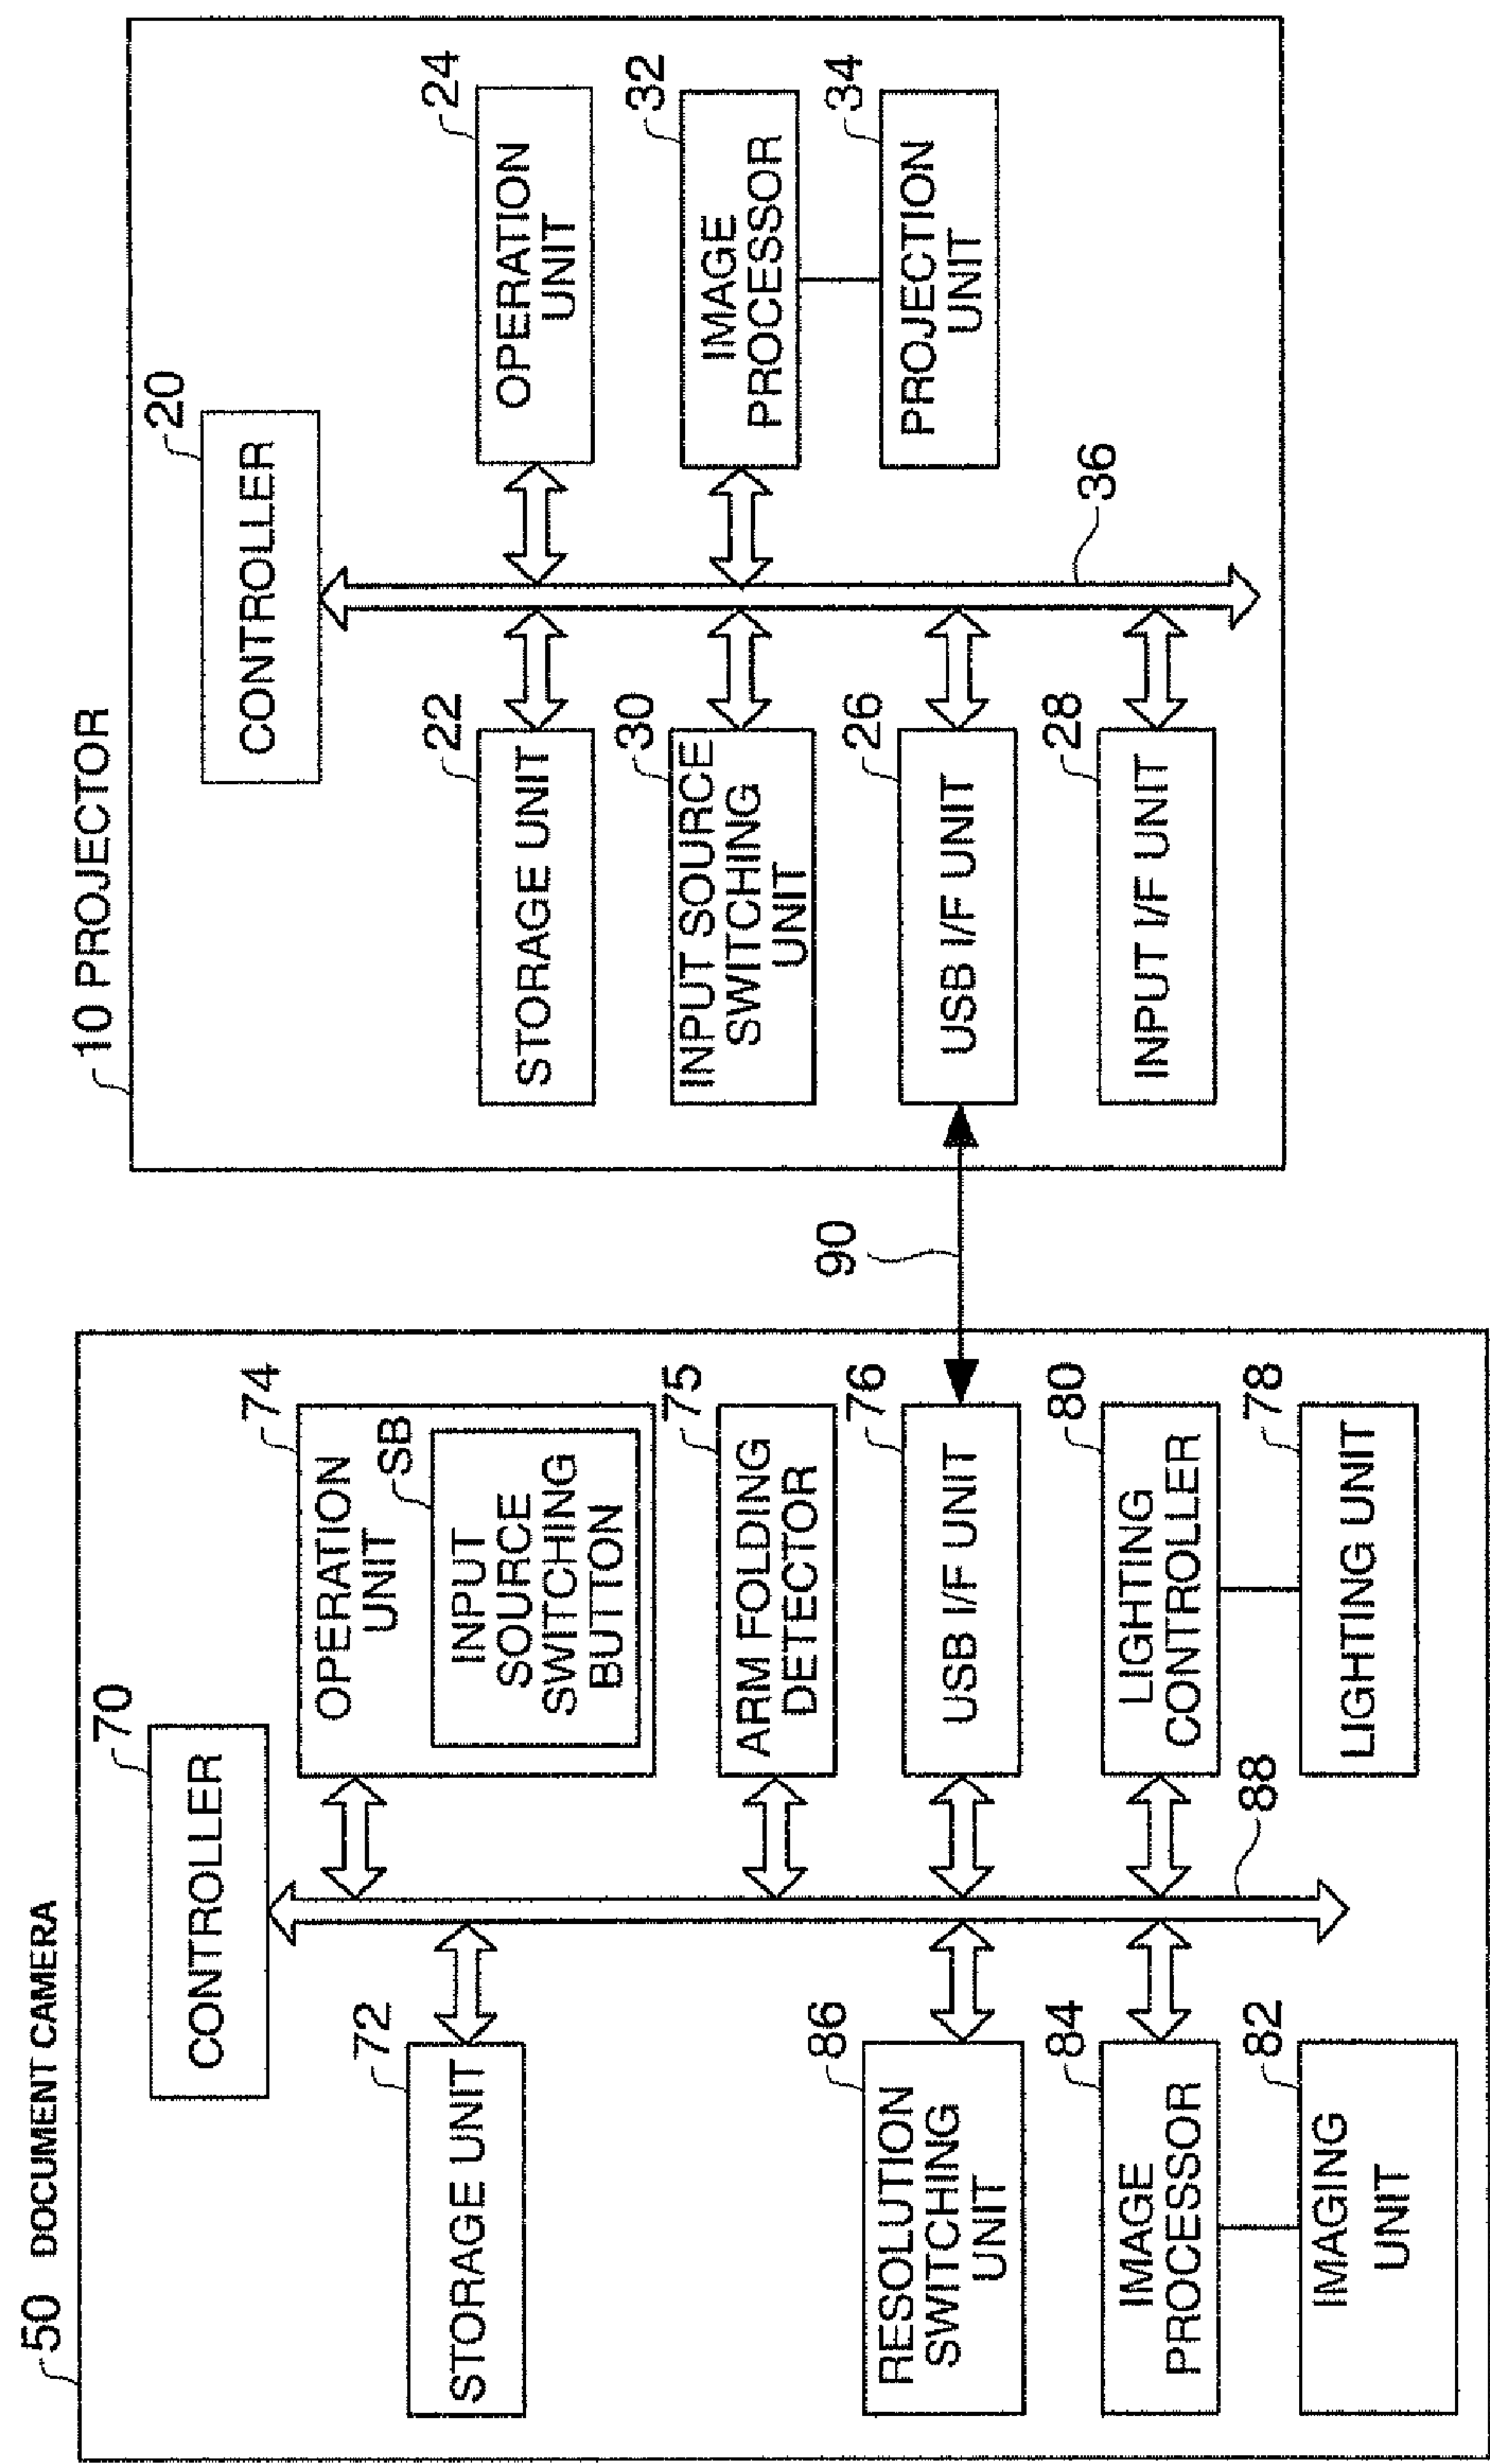 50 DOCUMENT CAMERA
70
CONTROLLER
72
STORAGE UNIT
74
OPERATION
UNIT
SB
INPUT
SOURCE
SWITCHING
BUTTON
75
ARM FOLDING
DETECTOR
86
RESOLUTION
SWITCHING
UNIT
76
USB I/F UNIT
84
IMAGE
PROCESSOR
80
LIGHTING
CONTROLLER
82
IMAGING
UNIT
88
78
LIGHTING UNIT
90
10 PROJECTOR
20
CONTROLLER
22
STORAGE UNIT
24
OPERATION
UNIT
30
INPUT SOURCE
SWITCHING
UNIT
32
IMAGE
PROCESSOR
26
USB I/F UNIT
34
PROJECTION
UNIT
28
INPUT I/F UNIT
36